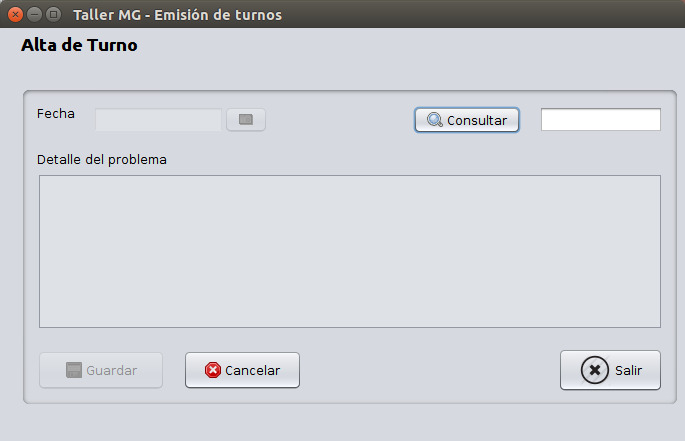 Taller MG - Emisión de turnos
Alta de Turno
Fecha
Consultar
Detalle del problema
Guardar
Cancelar
Salir